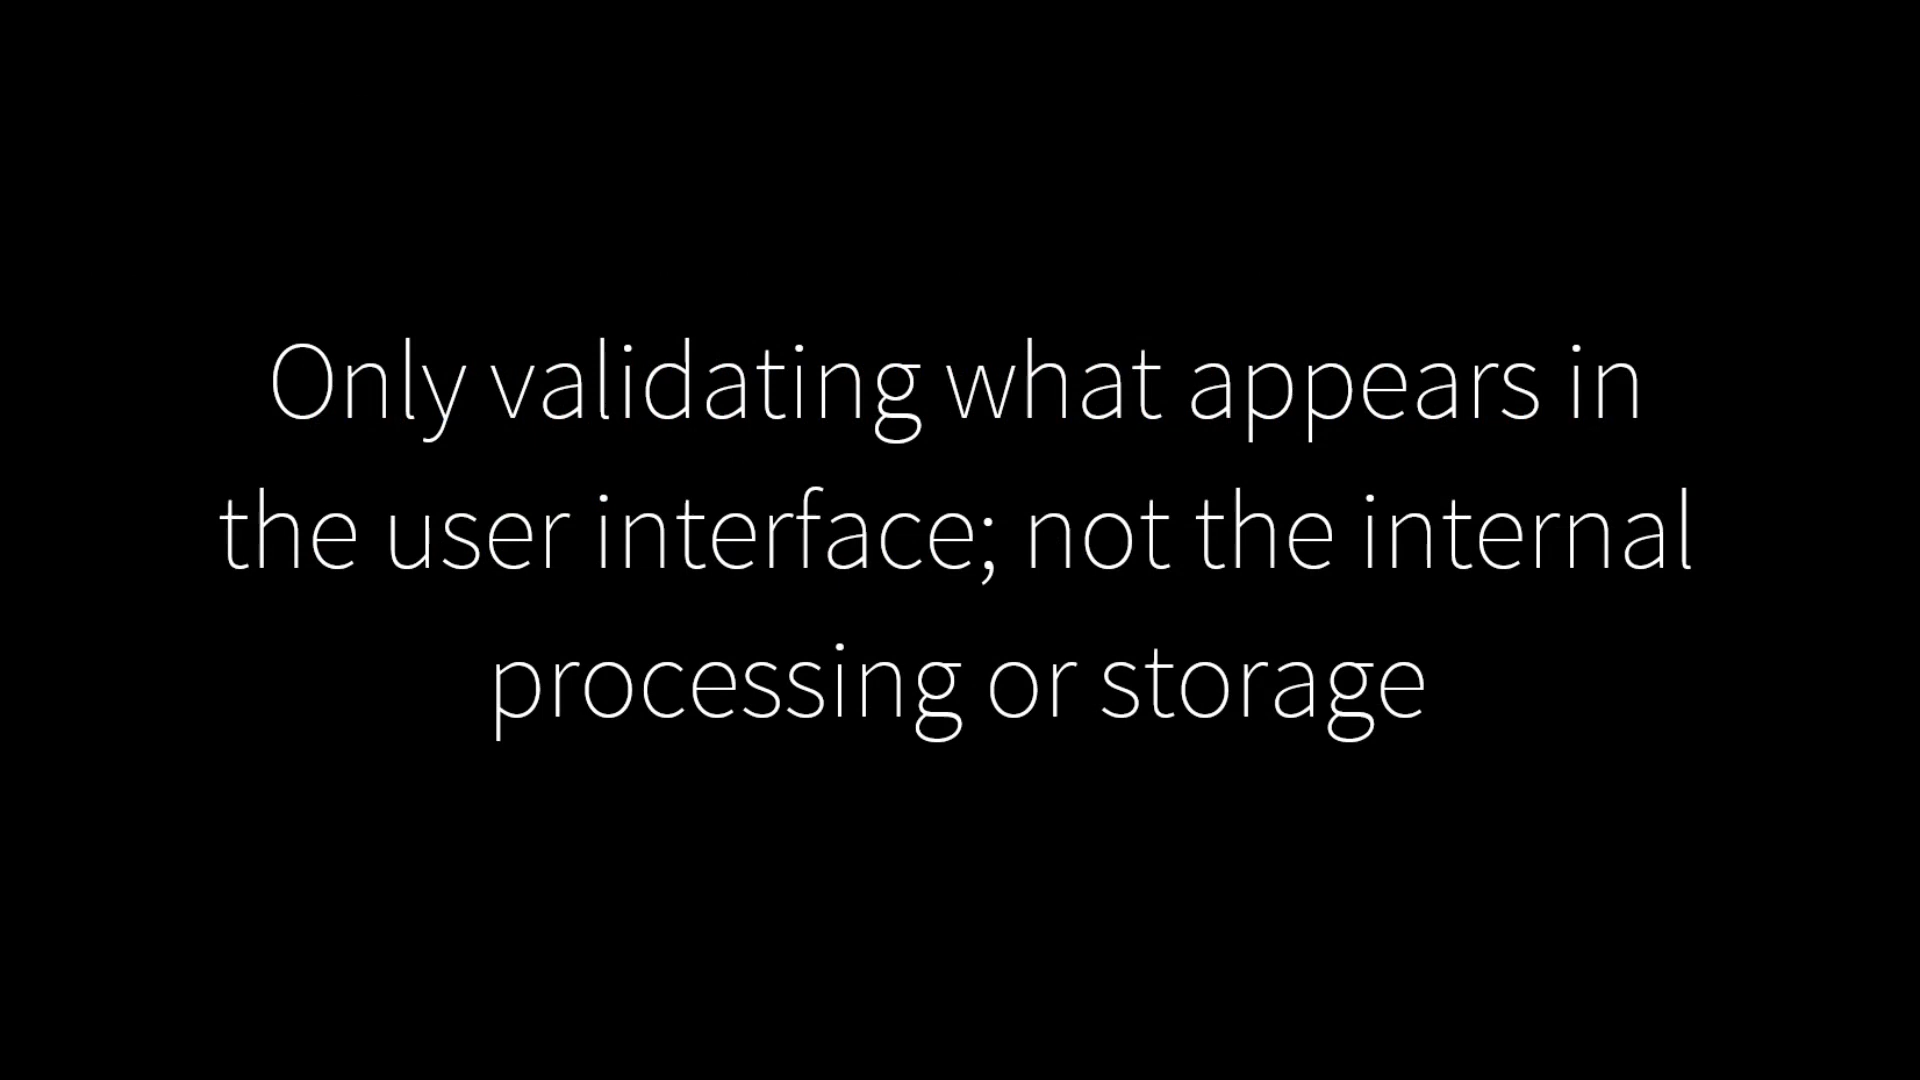 Only validating what appears in
the user interface; not the internal
processing or storage